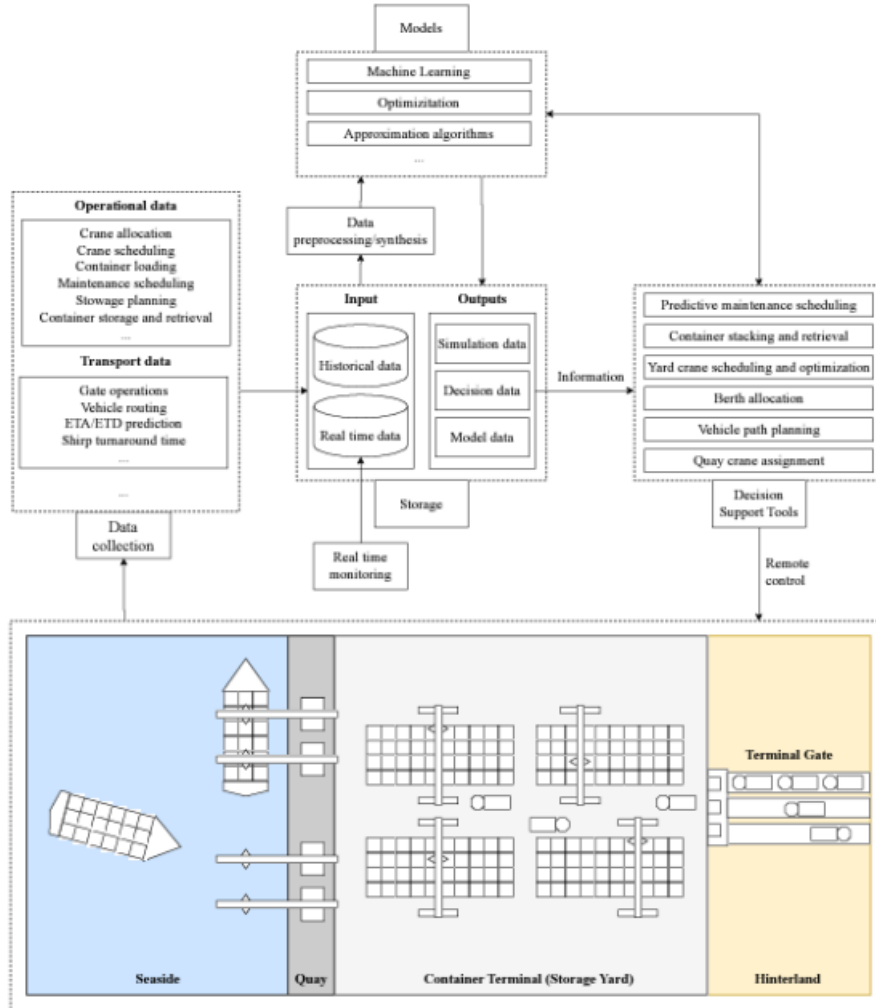 Models
Machine Learning
Optimizitation
Approximation algorithms
...
Operational data
Crane allocation
Crane scheduling
Container loading
Maintenance scheduling
Stowage planning
Container storage and retrieval
...
Transport data
Gate operations
Vehicle routing
ETA/ETD prediction
Shirp turnaround time
...
...
Data
collection
Data
preprocessing/synthesis
Input
Historical data
Real time data
Outputs
Simulation data
Decision data
Model data
Storage
Real time
monitoring
Information
Predictive maintenance scheduling
Container stacking and retrieval
Yard crane scheduling and optimization
Berth allocation
Vehicle path planning
Quay crane assignment
Decision
Support Tools
Remote
control
Terminal Gate
Seaside
Quay
Container Terminal (Storage Yard)
Hinterland